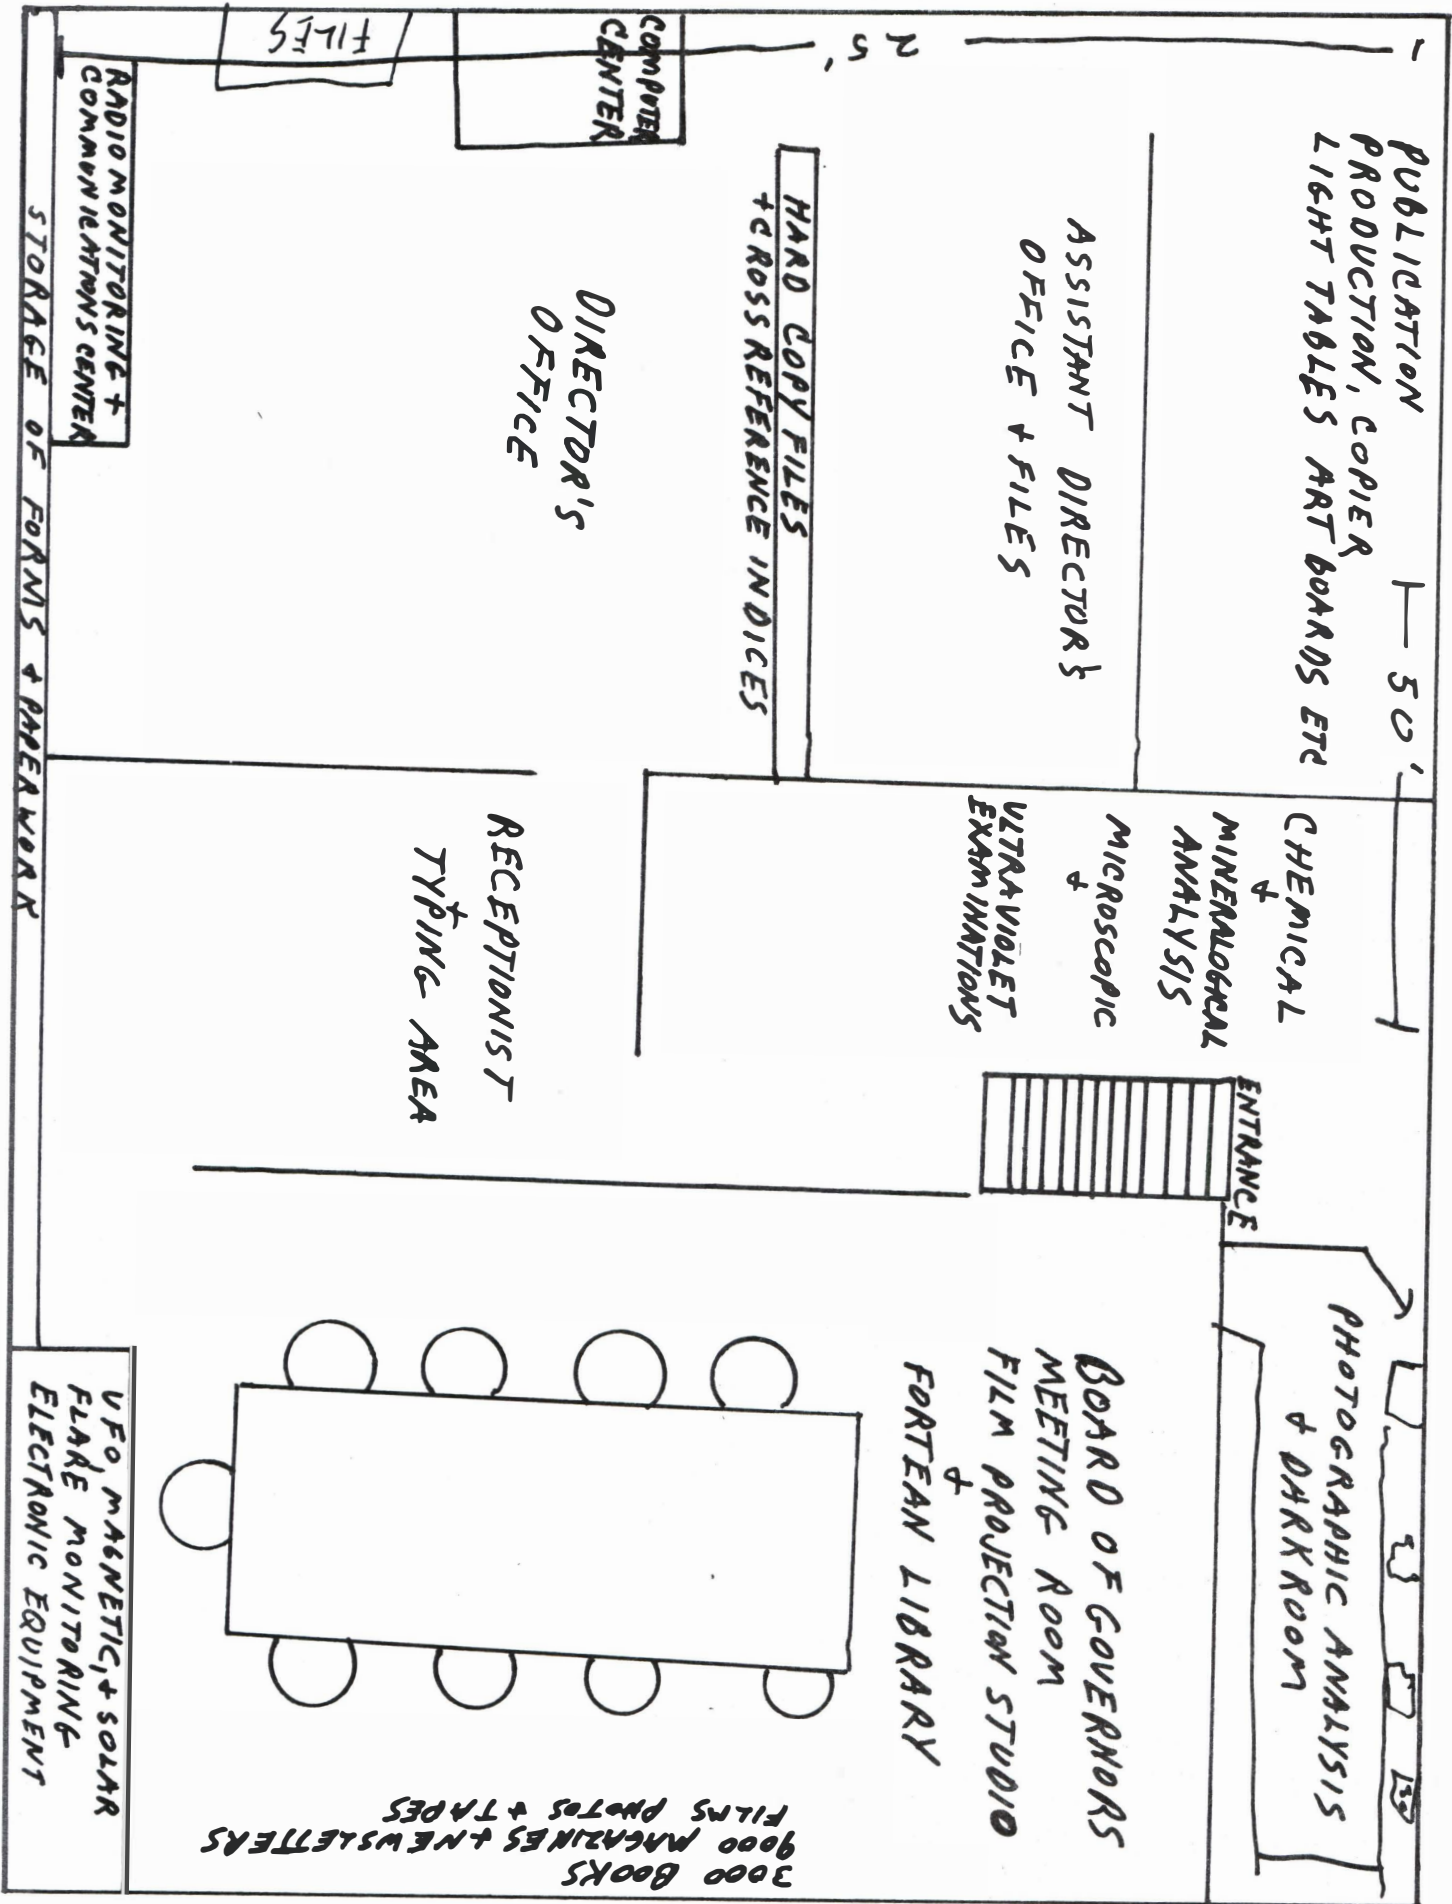 PUBLICATION
PRODUCTION, COPIER
LIGHT TABLES ART BOARDS ETC
50'
CHEMICAL
+
MINERALOGICAL
ANALYSIS
MICROSCOPIC
+
ULTRAVIOLET
EXAMINATIONS
ENTRANCE
PHOTOGRAPHIC ANALYSIS
+ DARKROOM
25'
ASSISTANT DIRECTORS
OFFICE + FILES
HARD COPY FILES
+ CROSS REFERENCE INDICES
BOARD OF GOVERNORS
MEETING ROOM
FILM PROJECTION STUDIO
+
FORTEAN LIBRARY
3000 BOOKS
9000 MAGAZINES + NEWSLETTERS
FILMS PHOTOS + TAPES
COMPUTER
CENTER
DIRECTOR'S
OFFICE
RECEPTIONIST
+
TYPING AREA
FILES
RADIO MONITORING +
COMMUNICATIONS CENTER
STORAGE OF FORMS + PAPERWORK
UFO, MAGNETIC, + SOLAR
FLARE MONITORING
ELECTRONIC EQUIPMENT